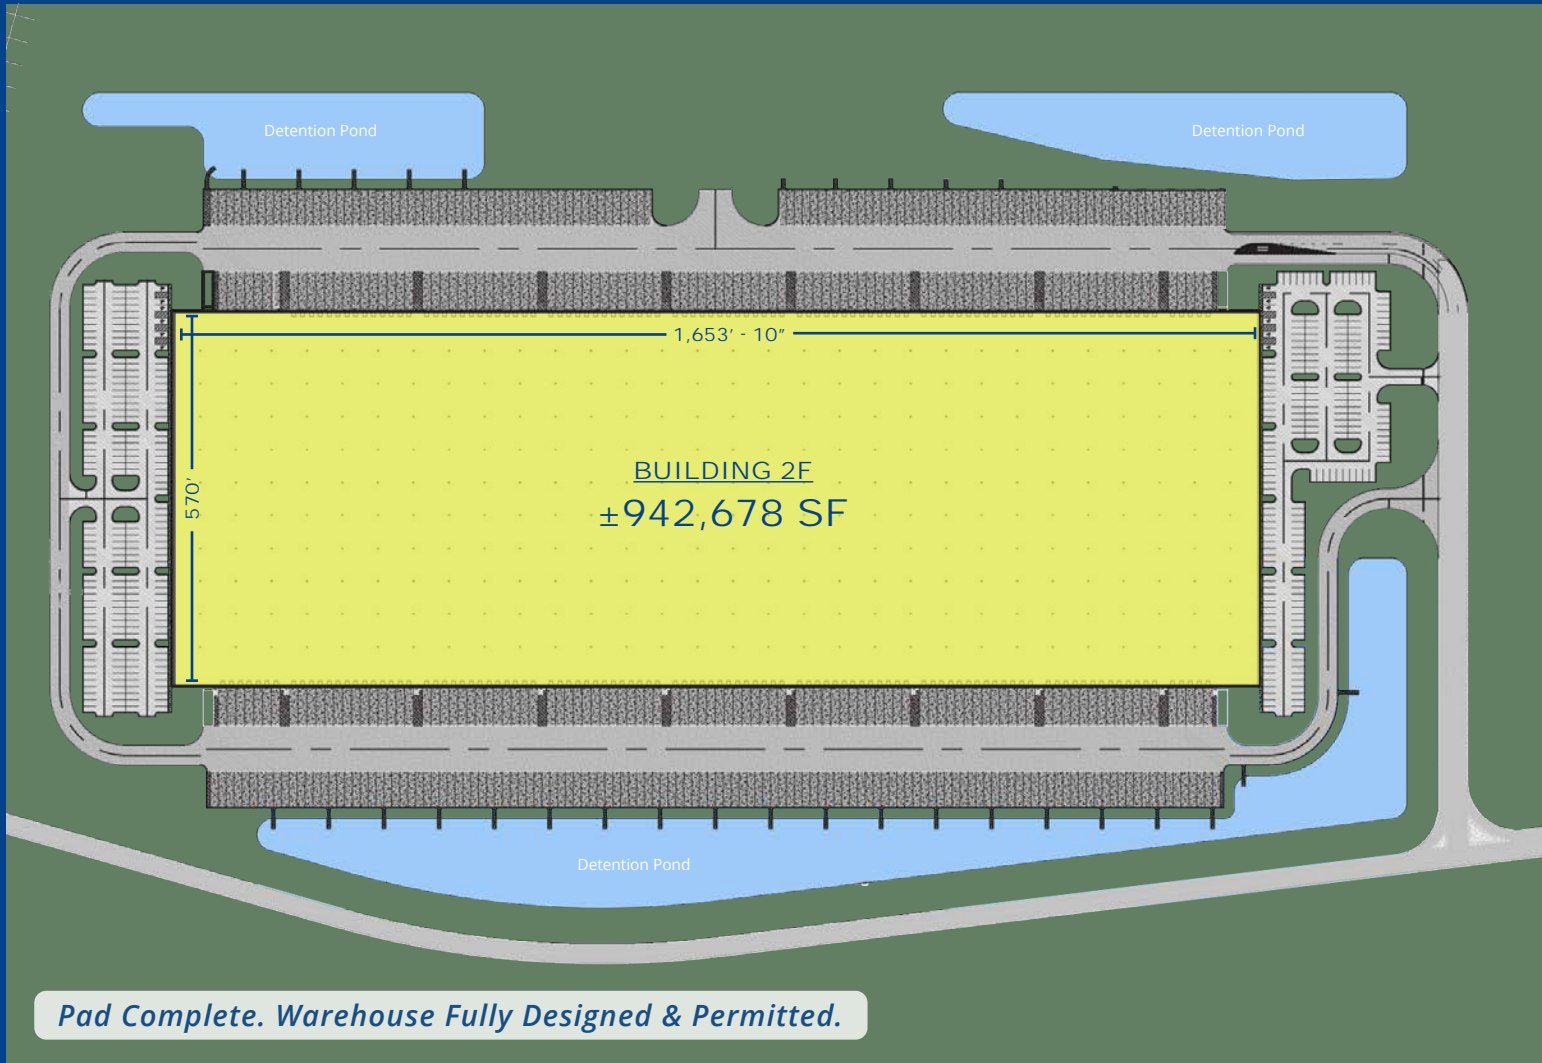 Detention Pond
Detention Pond
1,653' - 10"
570'
BUILDING 2F
±942,678 SF
Detention Pond
Pad Complete. Warehouse Fully Designed & Permitted.